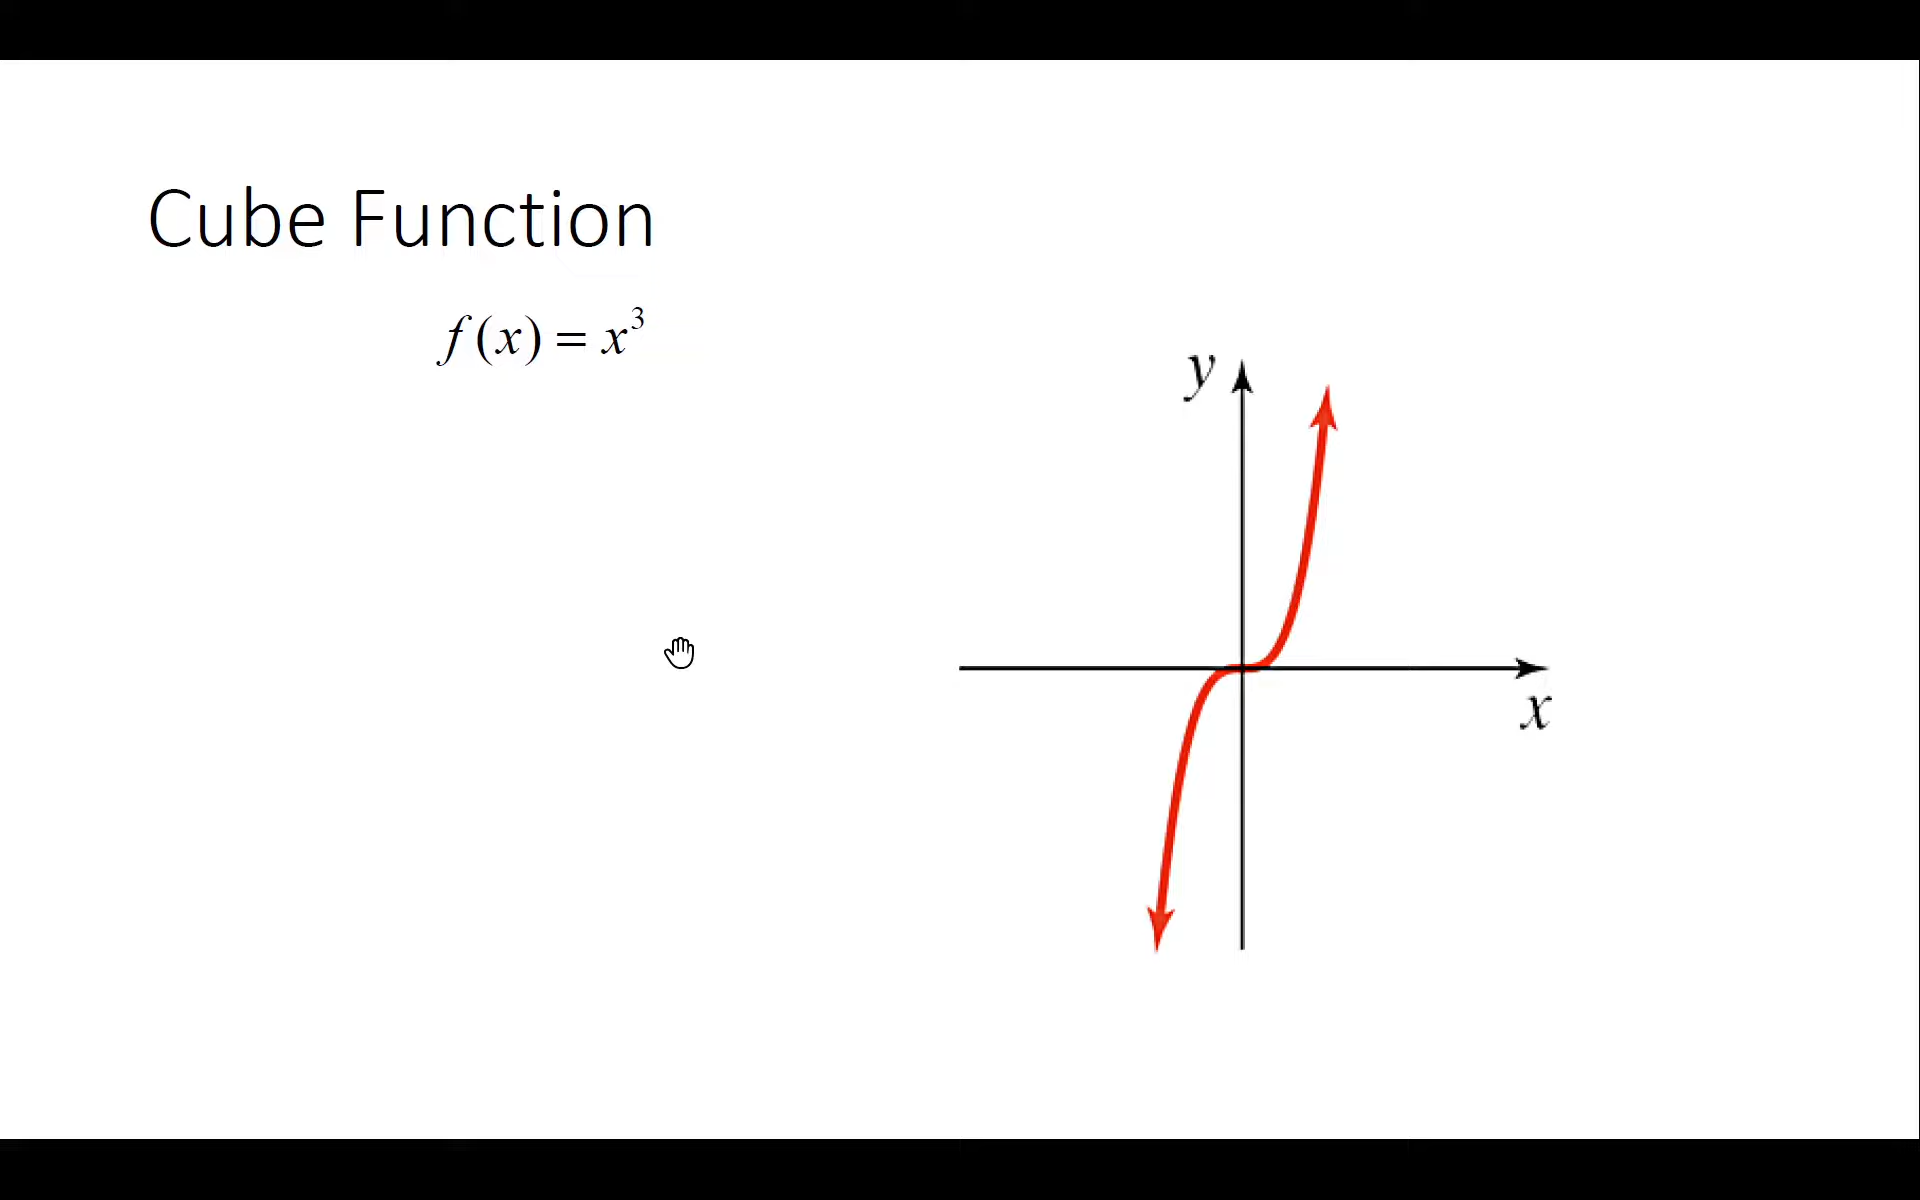 Cube Function
f(x) = x³
y
x